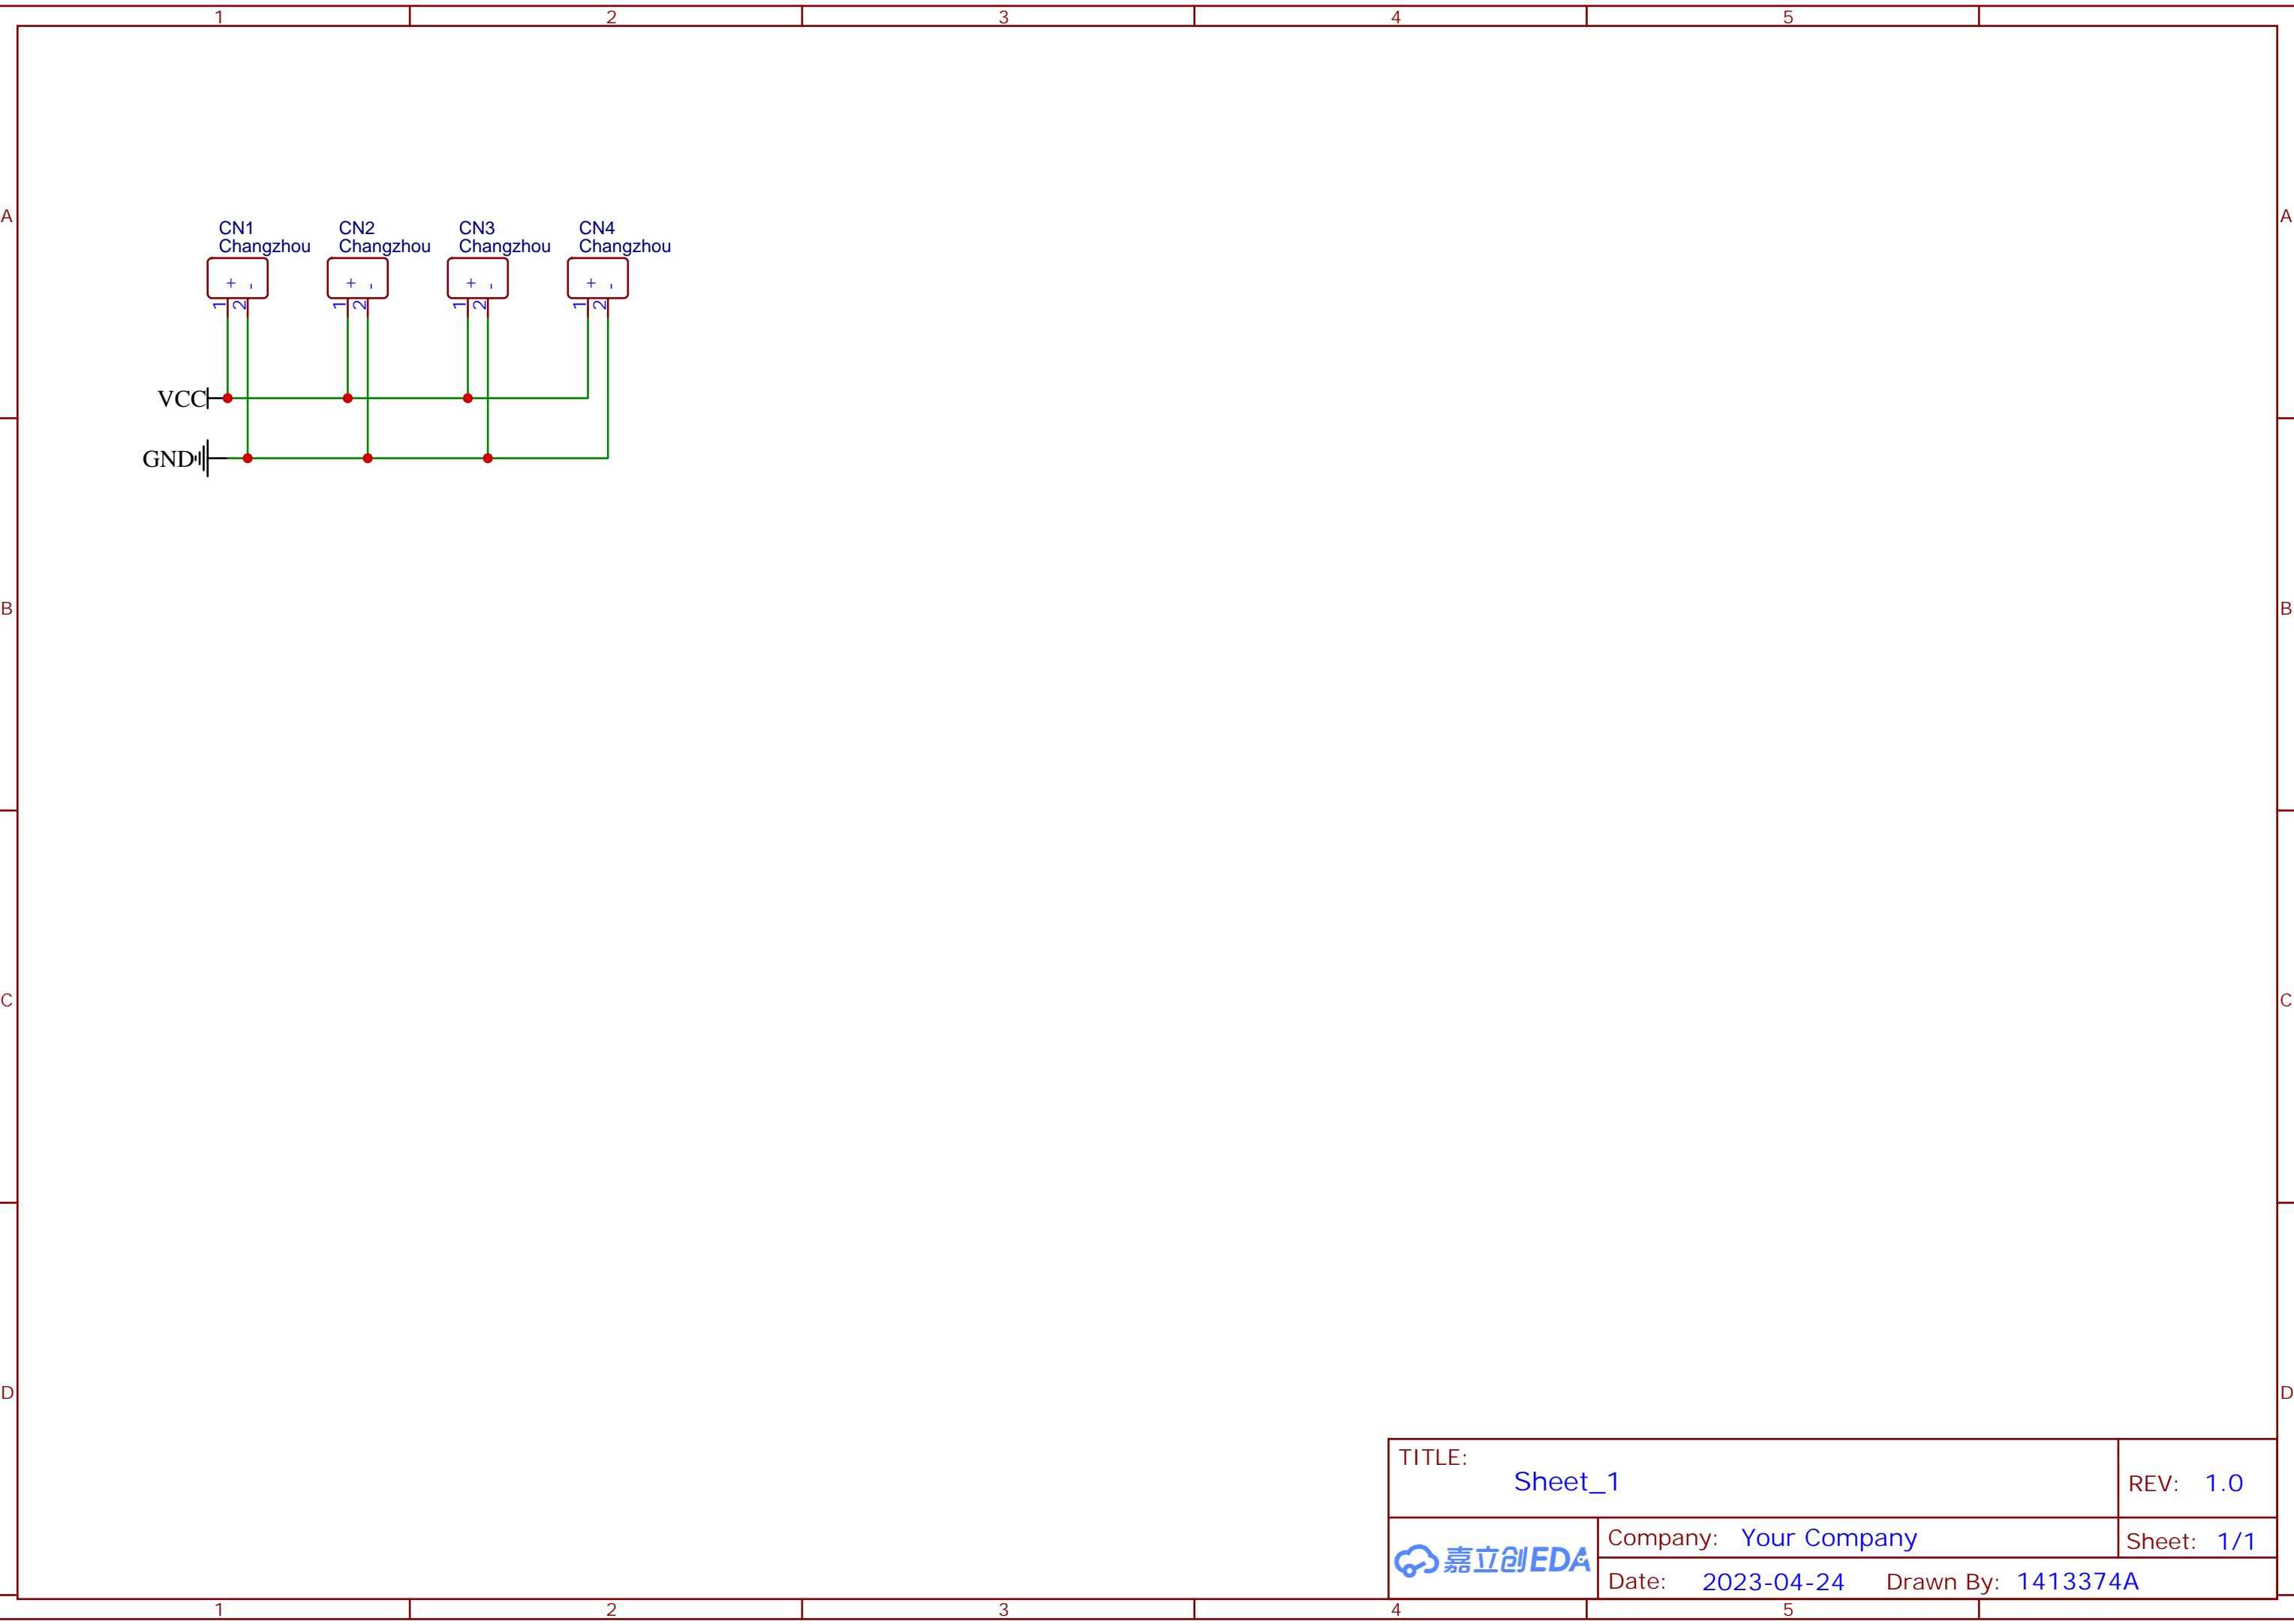 1 2 3 4 5
A A
CN1 CN2 CN3 CN4
Changzhou Changzhou Changzhou Changzhou
+ - + - + - + -
1 2 1 2 1 2 1 2
VCC
GND
B B
C C
D D
TITLE:
Sheet_1
REV: 1.0
嘉立创EDA
Company: Your Company
Sheet: 1/1
Date: 2023-04-24 Drawn By: 1413374A
1 2 3 4 5